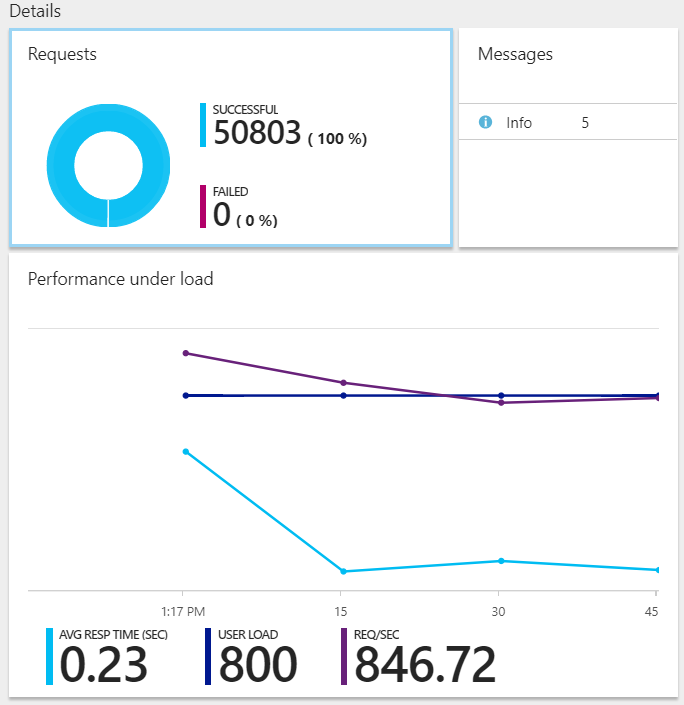 Details
Requests
SUCCESSFUL
50803 ( 100 %)
FAILED
0 ( 0 %)
Messages
Info 5
Performance under load
1:17 PM 15 30 45
AVG RESP TIME (SEC) USER LOAD REQ/SEC
0.23 800 846.72